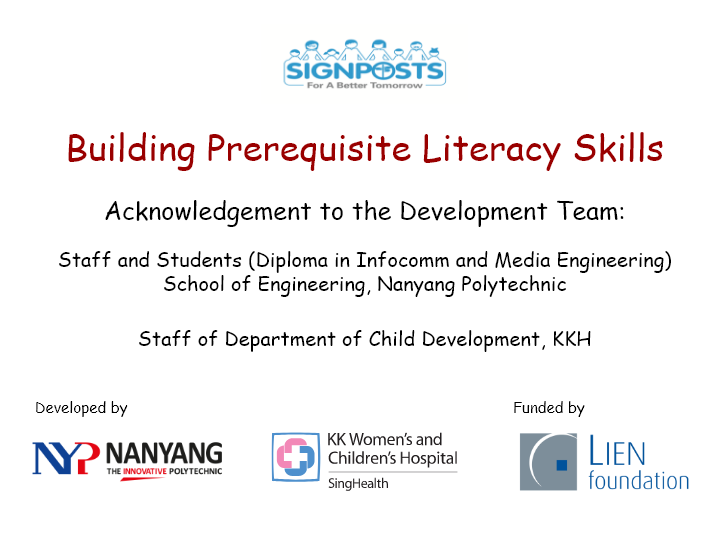 SIGNPOSTS
For A Better Tomorrow
Building Prerequisite Literacy Skills
Acknowledgement to the Development Team:
Staff and Students (Diploma in Infocomm and Media Engineering)
School of Engineering, Nanyang Polytechnic
Staff of Department of Child Development, KKH
Developed by
Funded by
NYP NANYANG
THE INNOVATIVE POLYTECHNIC
KK Women's and
Children's Hospital
SingHealth
LIEN
foundation